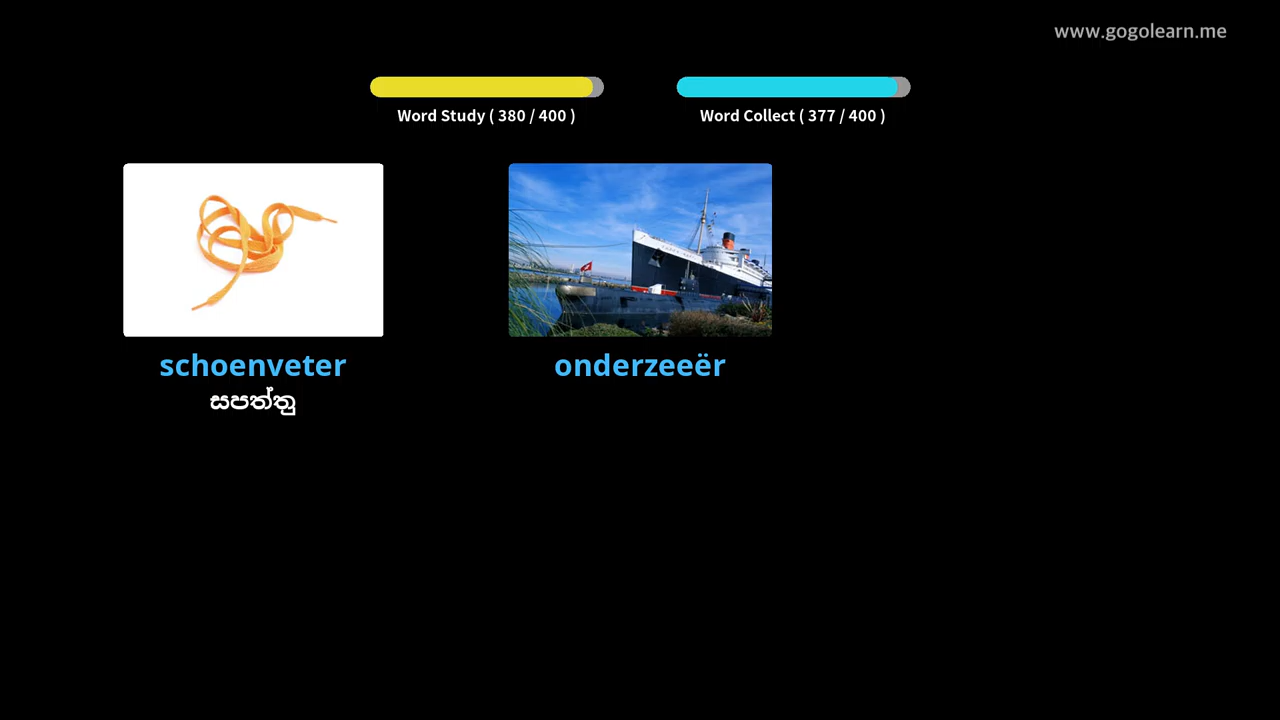 www.gogolearn.me
Word Study ( 380 / 400 )
Word Collect ( 377 / 400 )
schoenveter
සපත්තු
onderzeeër